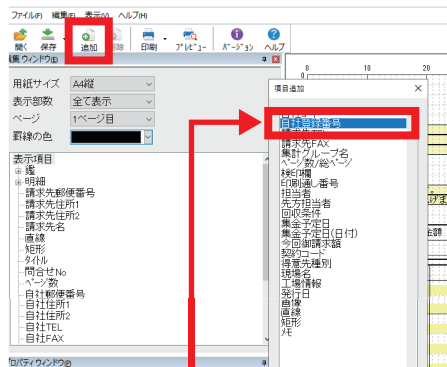 ファイル(F) 編集(E) 表示(V) ヘルプ(H)
開く 保存 追加 削除 印刷 プレビュー バージョン ヘルプ
編集ウィンドウ(E)
0 10 20
0
用紙サイズ A4縦
表示部数 全て表示
ページ 1ページ目
罫線の色
表示項目
鑑
明細
請求先郵便番号
請求先住所1
請求先住所2
請求先名
直線
矩形
タイトル
問合せNo
ページ数
自社郵便番号
自社住所1
自社住所2
自社TEL
自社FAX
プロパティウィンドウ(P)
項目追加
自社登録番号
請求先FAX
集計グループ名
ページ数/総ページ
検印欄
印刷通し番号
担当者
先方担当者
回収条件
集金予定日
集金予定日(日付)
今回御請求額
契約コード
得意先種別
現場名
工場情報
発行日
画像
直線
矩形
メモ
金額